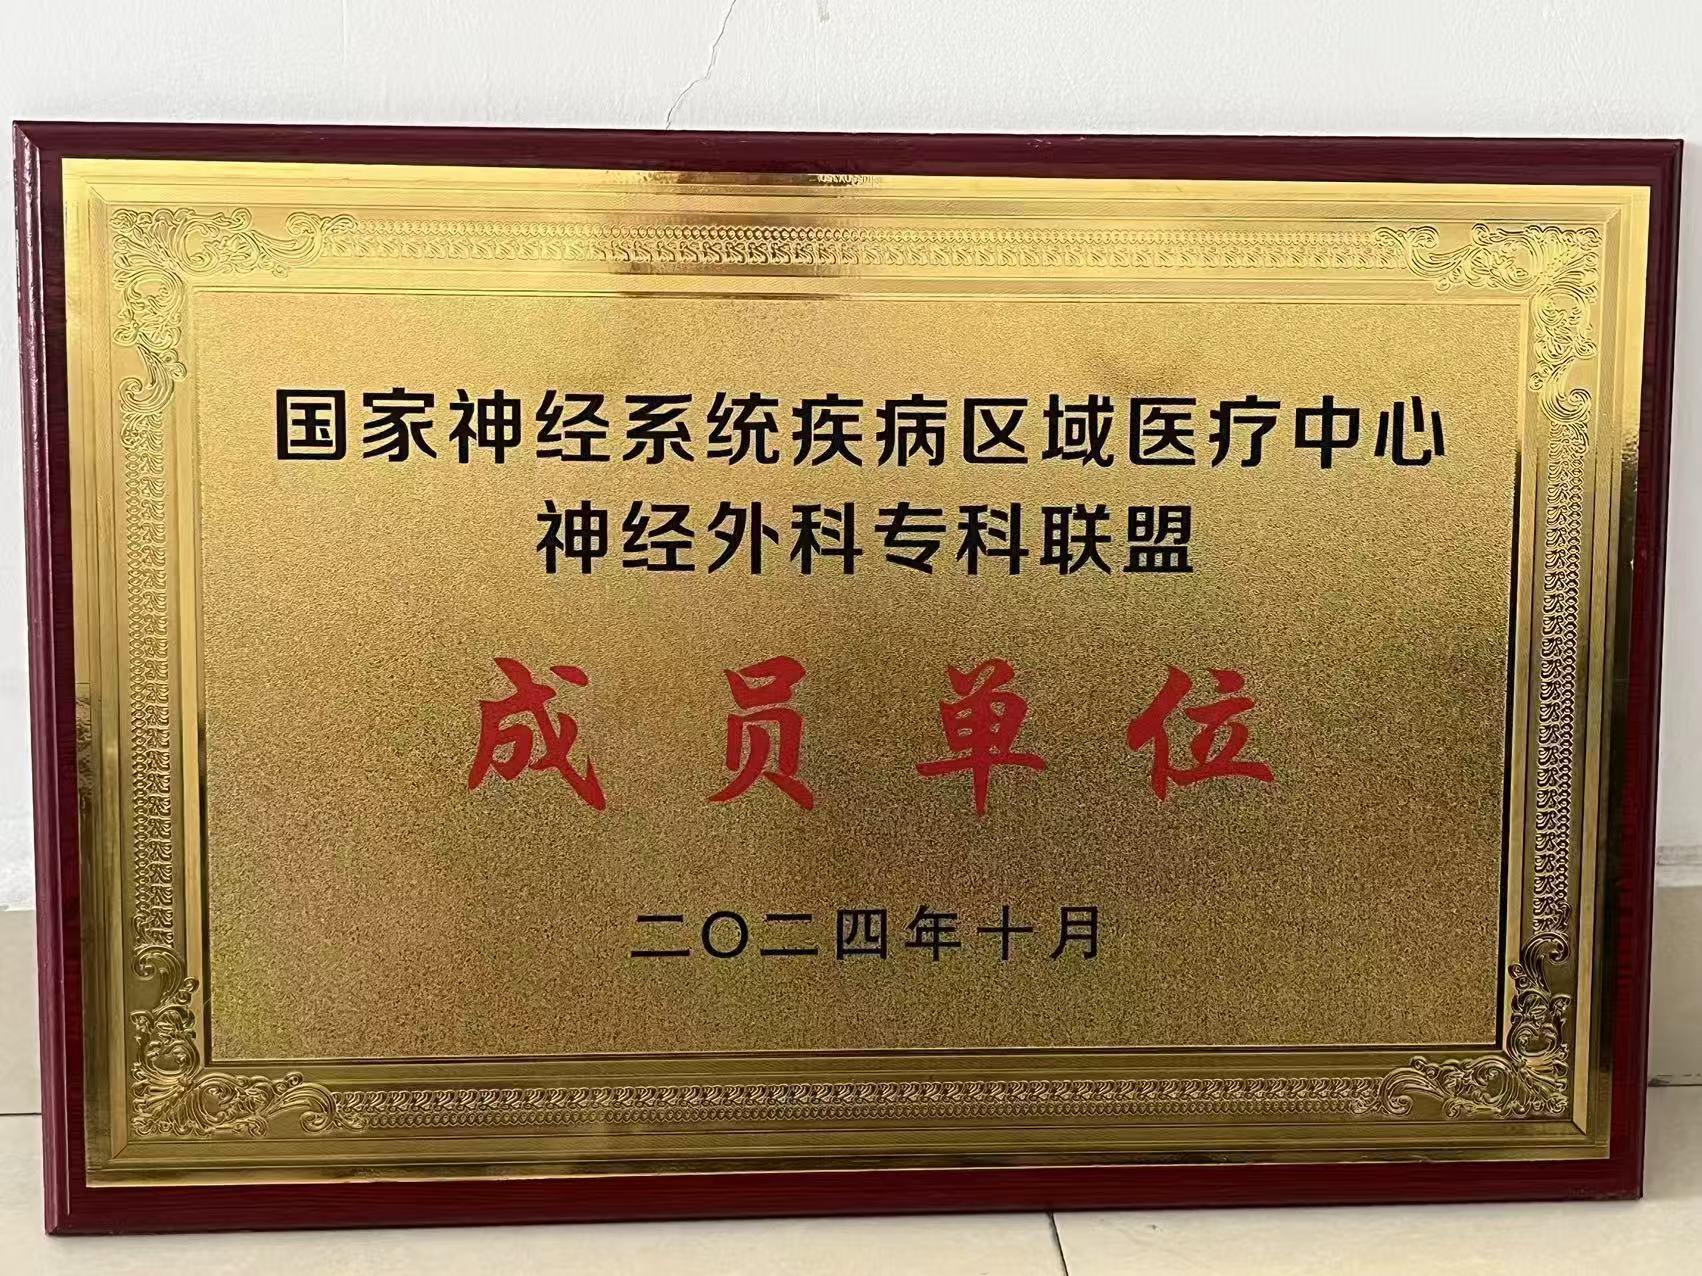 国家神经系统疾病区域医疗中心
神经外科专科联盟
成员单位
二〇二四年十月